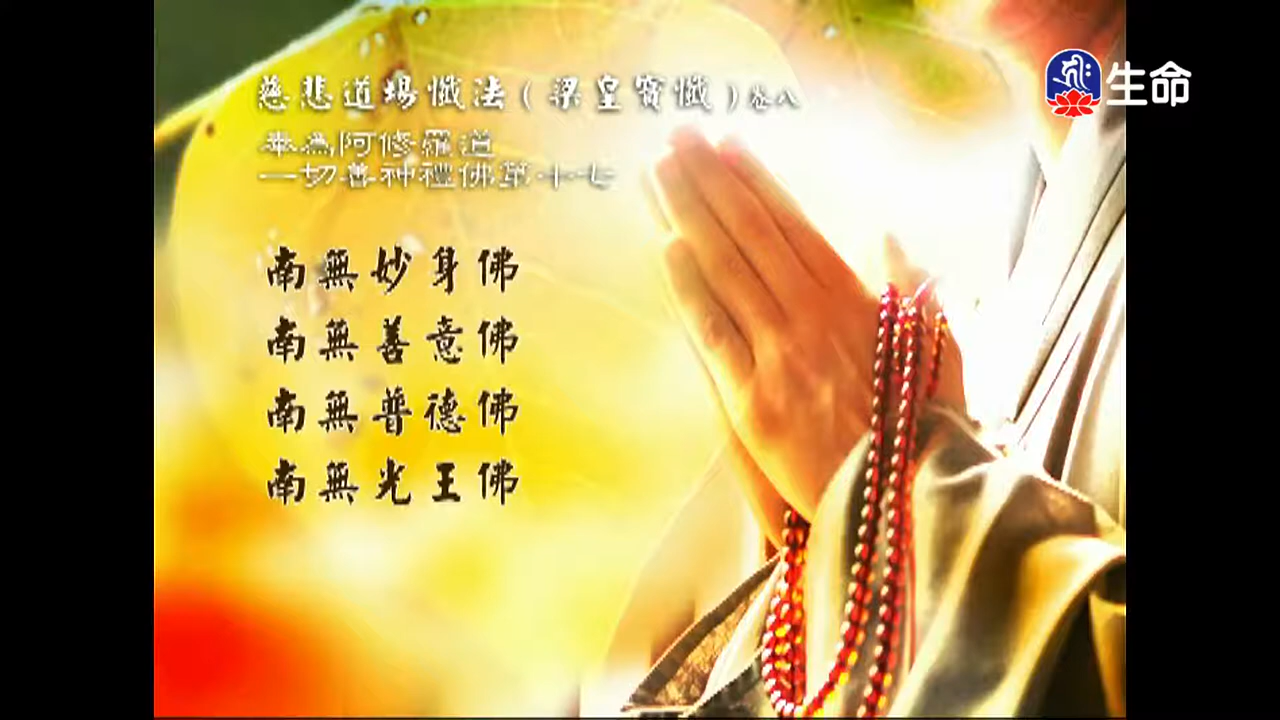 慈悲道場懺法(梁皇寶懺)卷八
生命
奉為阿修羅道
一切善神禮佛第十七
南無妙身佛
南無善意佛
南無普德佛
南無光王佛